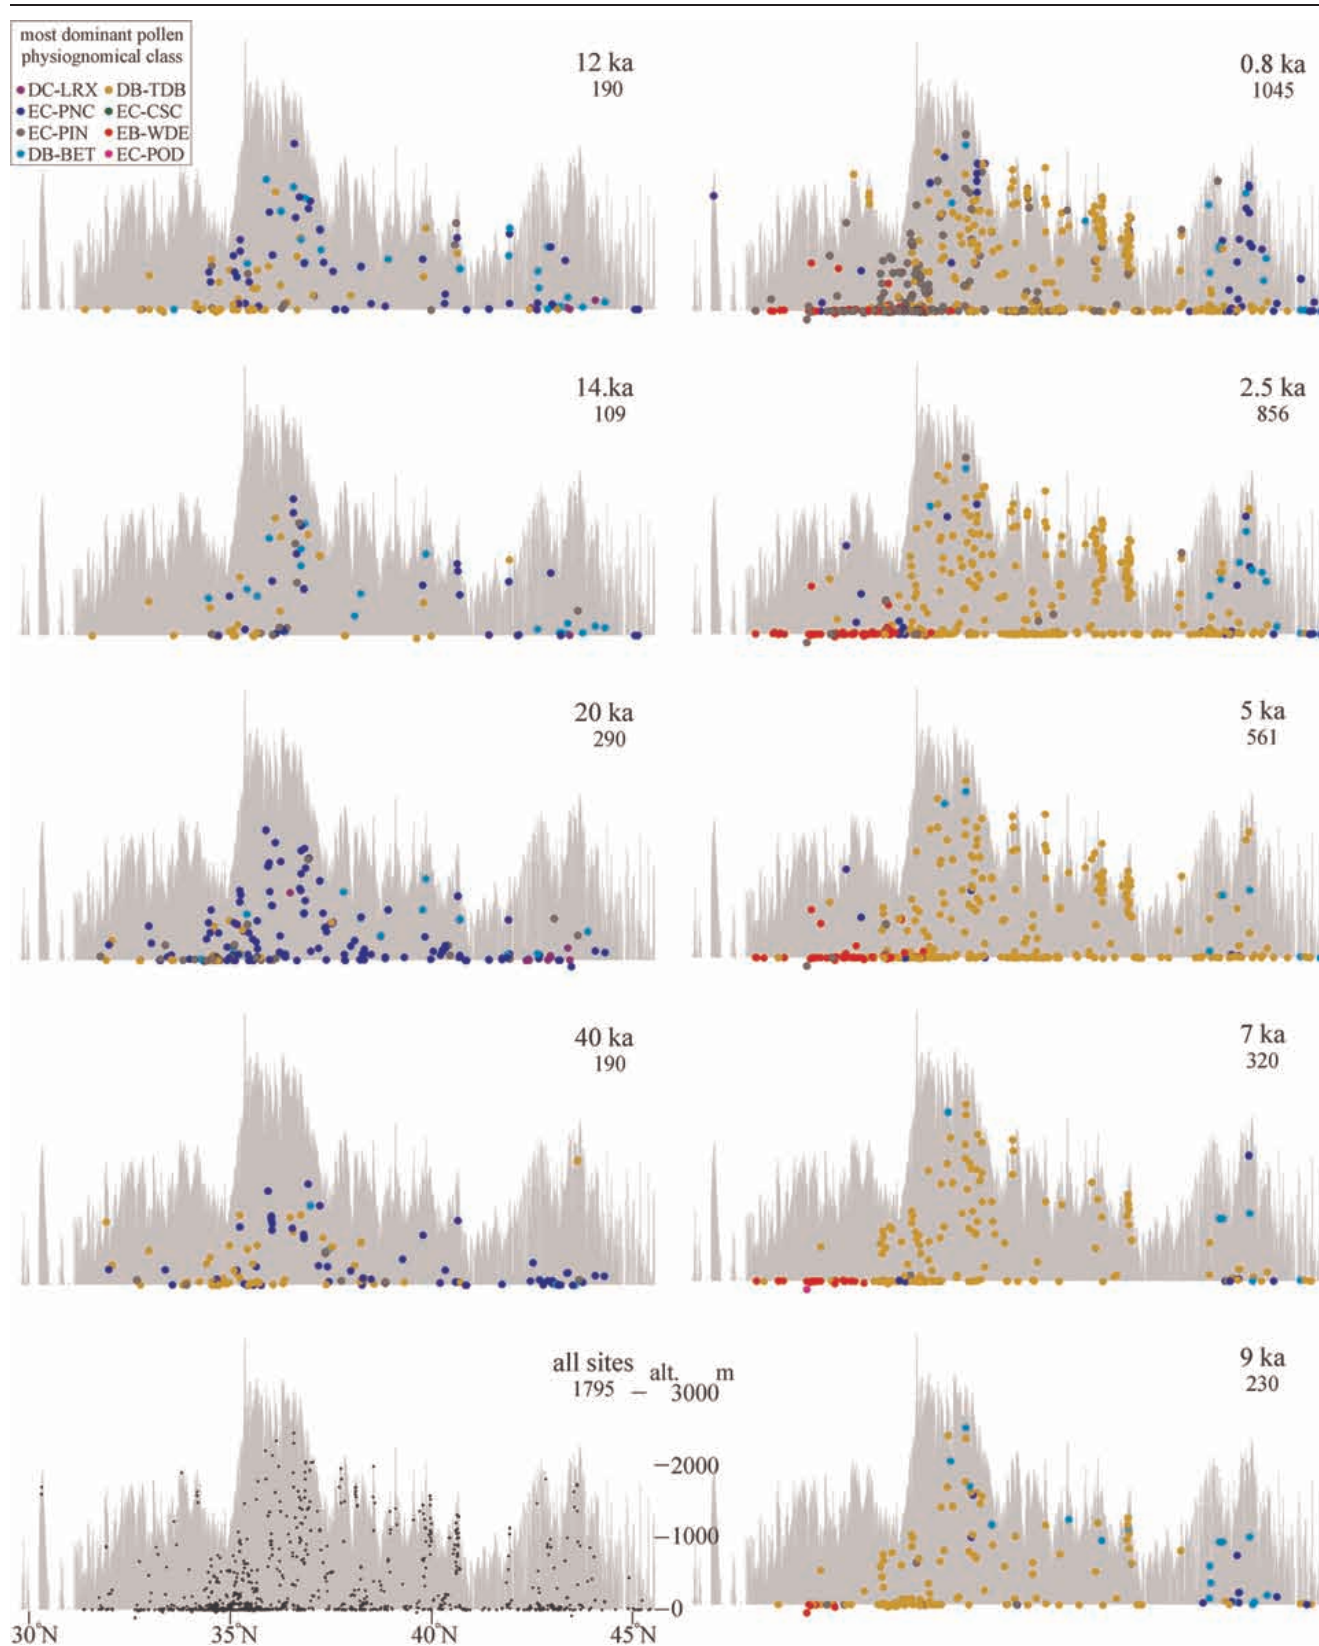 most dominant pollen
physiognomical class
DC-LRX DB-TDB
EC-PNC EC-CSC
EC-PIN EB-WDE
DB-BET EC-POD
12 ka
190
0.8 ka
1045
14.ka
109
2.5 ka
856
20 ka
290
5 ka
561
40 ka
190
7 ka
320
all sites
1795
alt. m
3000
2000
1000
0
9 ka
230
30°N 35°N 40°N 45°N